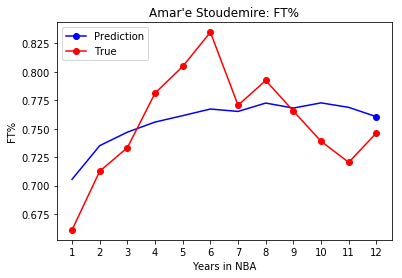 Amar'e Stoudemire: FT%
Prediction
True
FT%
0.825
0.800
0.775
0.750
0.725
0.700
0.675
1 2 3 4 5 6 7 8 9 10 11 12
Years in NBA